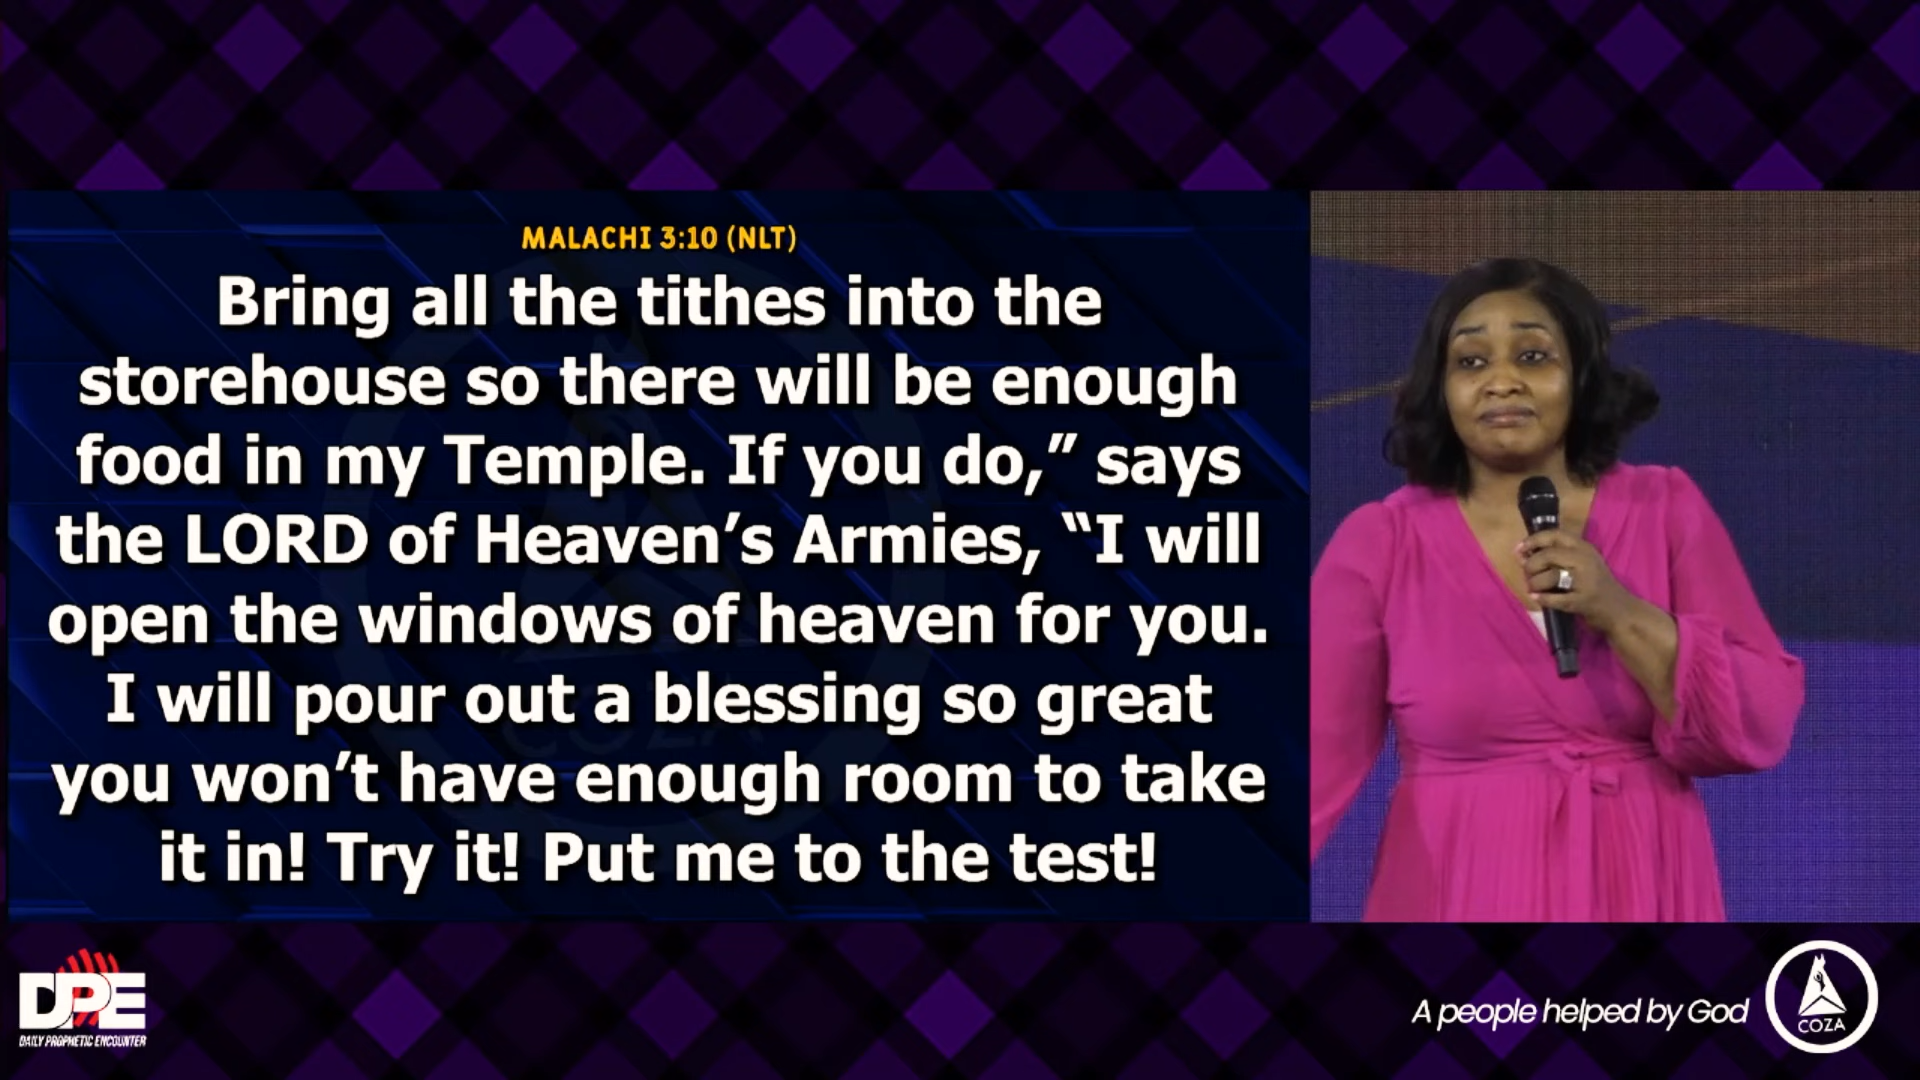 MALACHI 3:10 (NLT)
Bring all the tithes into the
storehouse so there will be enough
food in my Temple. If you do,” says
the LORD of Heaven’s Armies, “I will
open the windows of heaven for you.
I will pour out a blessing so great
you won’t have enough room to take
it in! Try it! Put me to the test!
DPE
DAILY PROPHETIC ENCOUNTER
A people helped by God
COZA